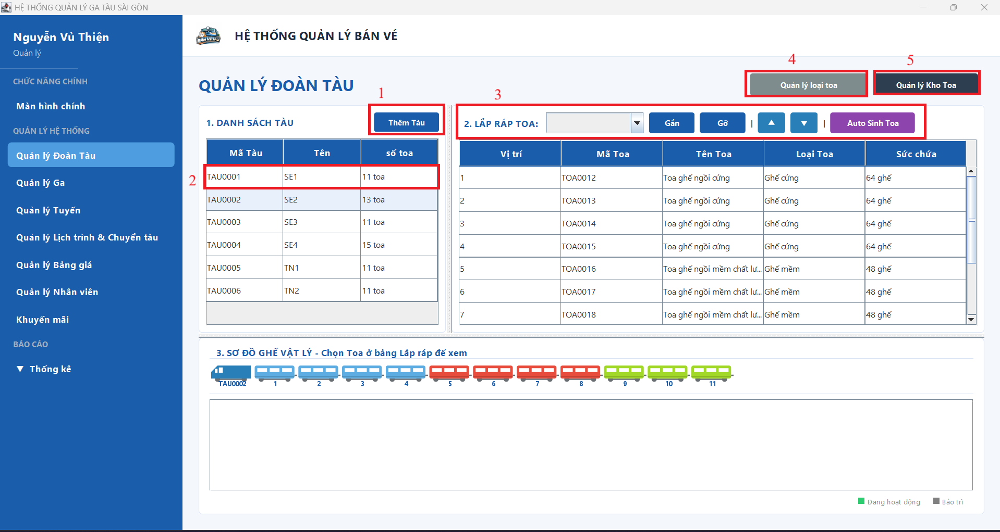 HỆ THỐNG QUẢN LÝ GA TÀU SÀI GÒN
Nguyễn Vủ Thiện
Quản lý
CHỨC NĂNG CHÍNH
Màn hình chính
QUẢN LÝ HỆ THỐNG
Quản lý Đoàn Tàu
Quản lý Ga
Quản lý Tuyến
Quản lý Lịch trình & Chuyển tàu
Quản lý Bảng giá
Quản lý Nhân viên
Khuyến mãi
BÁO CÁO
▼ Thống kê
BÁN VÉ TÀU
HỆ THỐNG QUẢN LÝ BÁN VÉ
QUẢN LÝ ĐOÀN TÀU
4
Quản lý loại toa
5
Quản lý Kho Toa
1
1. DANH SÁCH TÀU
Thêm Tàu
2
Mã Tàu Tên số toa
TAU0001 SE1 11 toa
TAU0002 SE2 13 toa
TAU0003 SE3 11 toa
TAU0004 SE4 15 toa
TAU0005 TN1 11 toa
TAU0006 TN2 11 toa
3
2. LẮP RÁP TOA: Gắn Gỡ | ▲ ▼ | Auto Sinh Toa
Vị trí Mã Toa Tên Toa Loại Toa Sức chứa
1 TOA0012 Toa ghế ngồi cứng Ghế cứng 64 ghế
2 TOA0013 Toa ghế ngồi cứng Ghế cứng 64 ghế
3 TOA0014 Toa ghế ngồi cứng Ghế cứng 64 ghế
4 TOA0015 Toa ghế ngồi cứng Ghế cứng 64 ghế
5 TOA0016 Toa ghế ngồi mềm chất lư... Ghế mềm 48 ghế
6 TOA0017 Toa ghế ngồi mềm chất lư... Ghế mềm 48 ghế
7 TOA0018 Toa ghế ngồi mềm chất lư... Ghế mềm 48 ghế
3. SƠ ĐỒ GHẾ VẬT LÝ - Chọn Toa ở bảng Lắp ráp để xem
TAU0002 1 2 3 4 5 6 7 8 9 10 11
Đang hoạt động Bảo trì